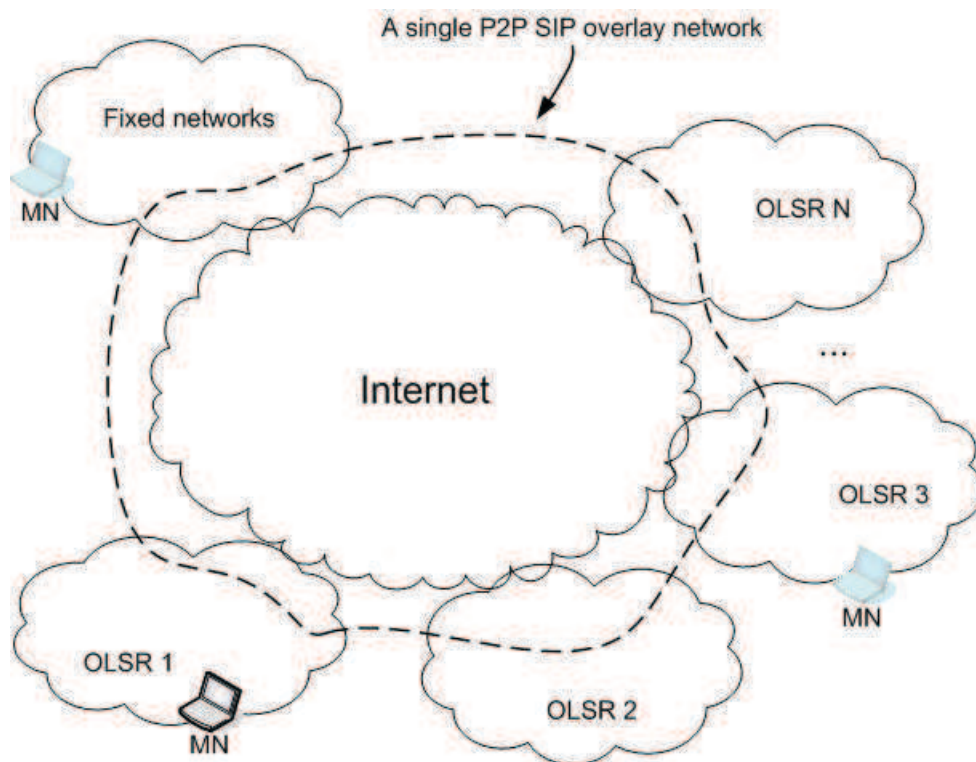 A single P2P SIP overlay network
Fixed networks
MN
OLSR N
...
Internet
OLSR 3
MN
OLSR 1
MN
OLSR 2